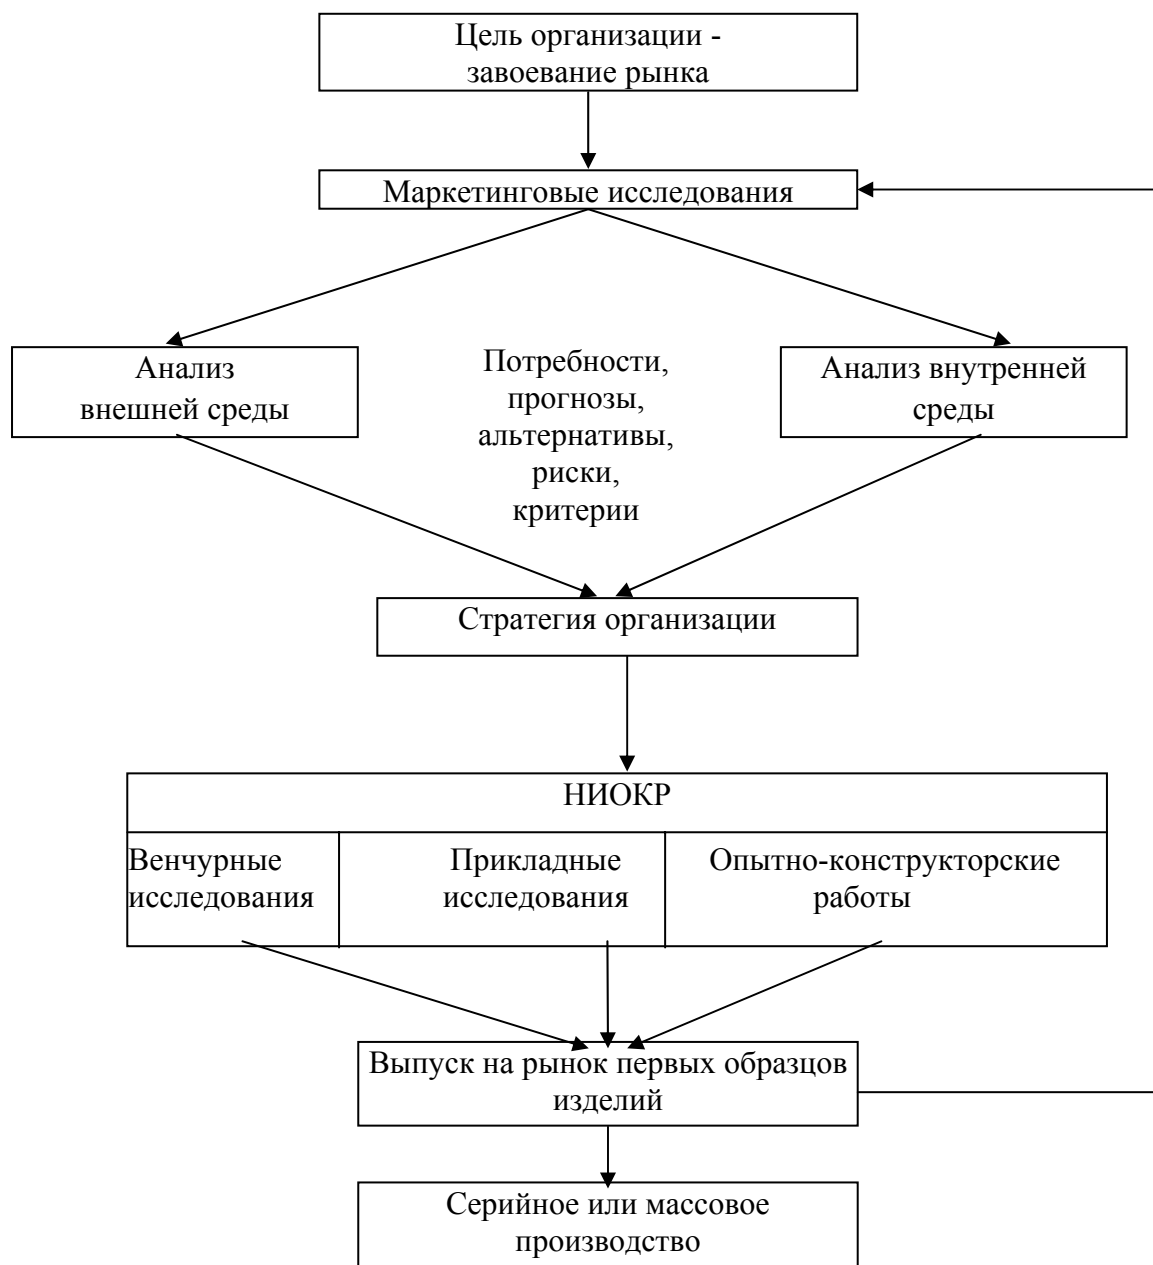 Цель организации -
завоевание рынка
Маркетинговые исследования
Анализ
внешней среды
Потребности,
прогнозы,
альтернативы,
риски,
критерии
Анализ внутренней
среды
Стратегия организации
НИОКР
Венчурные
исследования
Прикладные
исследования
Опытно-конструкторские
работы
Выпуск на рынок первых образцов
изделий
Серийное или массовое
производство